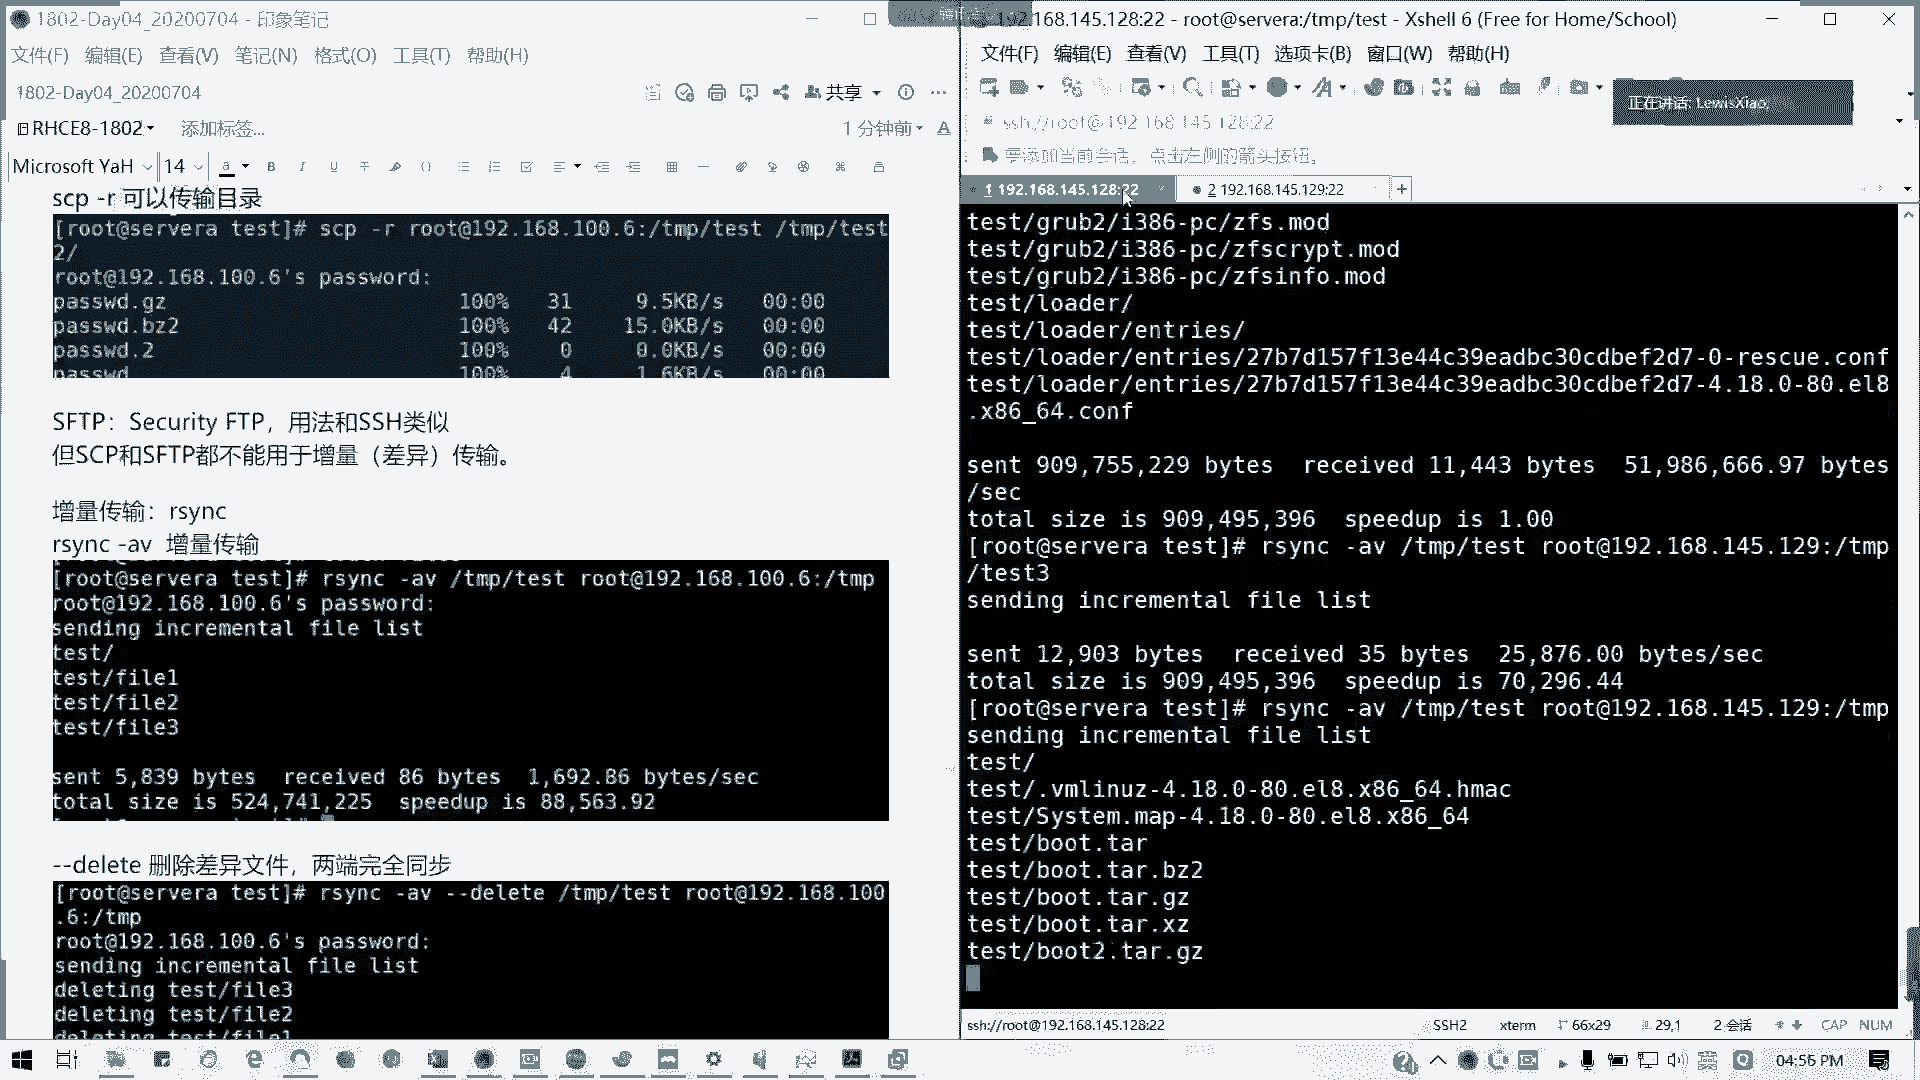 1802-Day04_20200704 - 印象笔记
文件(F) 编辑(E) 查看(V) 笔记(N) 格式(O) 工具(T) 帮助(H)
1802-Day04_20200704
共享
RHCE8-1802 添加标签...
1 分钟前
Microsoft YaH 14
scp -r 可以传输目录
[root@servera test]# scp -r root@192.168.100.6:/tmp/test /tmp/test
2/
root@192.168.100.6's password:
passwd.gz 100% 31 9.5KB/s 00:00
passwd.bz2 100% 42 15.0KB/s 00:00
passwd.2 100% 0 0.0KB/s 00:00
passwd 100% 4 1.6KB/s 00:00
SFTP：Security FTP，用法和SSH类似
但SCP和SFTP都不能用于增量（差异）传输。
增量传输：rsync
rsync -av 增量传输
[root@servera test]# rsync -av /tmp/test root@192.168.100.6:/tmp
root@192.168.100.6's password:
sending incremental file list
test/
test/file1
test/file2
test/file3
sent 5,839 bytes received 86 bytes 1,692.86 bytes/sec
total size is 524,741,225 speedup is 88,563.92
--delete 删除差异文件，两端完全同步
[root@servera test]# rsync -av --delete /tmp/test root@192.168.100
.6:/tmp
root@192.168.100.6's password:
sending incremental file list
deleting test/file3
deleting test/file2
deleting test/file1
192.168.145.128:22 - root@servera:/tmp/test - Xshell 6 (Free for Home/School)
文件(F) 编辑(E) 查看(V) 工具(T) 选项卡(B) 窗口(W) 帮助(H)
正在讲话: LewisXiao,
ssh://root@192.168.145.128:22
要添加当前会话，点击左侧的箭头按钮。
1 192.168.145.128:22 2 192.168.145.129:22
test/grub2/i386-pc/zfs.mod
test/grub2/i386-pc/zfscrypt.mod
test/grub2/i386-pc/zfsinfo.mod
test/loader/
test/loader/entries/
test/loader/entries/27b7d157f13e44c39eadbc30cdbef2d7-0-rescue.conf
test/loader/entries/27b7d157f13e44c39eadbc30cdbef2d7-4.18.0-80.el8
.x86_64.conf
sent 909,755,229 bytes received 11,443 bytes 51,986,666.97 bytes
/sec
total size is 909,495,396 speedup is 1.00
[root@servera test]# rsync -av /tmp/test root@192.168.145.129:/tmp
/test3
sending incremental file list
sent 12,903 bytes received 35 bytes 25,876.00 bytes/sec
total size is 909,495,396 speedup is 70,296.44
[root@servera test]# rsync -av /tmp/test root@192.168.145.129:/tmp
sending incremental file list
test/
test/.vmlinuz-4.18.0-80.el8.x86_64.hmac
test/System.map-4.18.0-80.el8.x86_64
test/boot.tar
test/boot.tar.bz2
test/boot.tar.gz
test/boot.tar.xz
test/boot2.tar.gz
ssh://root@192.168.145.128:22 SSH2 xterm 66x29 29,1 2 会话 CAP NUM
英
04:56 PM